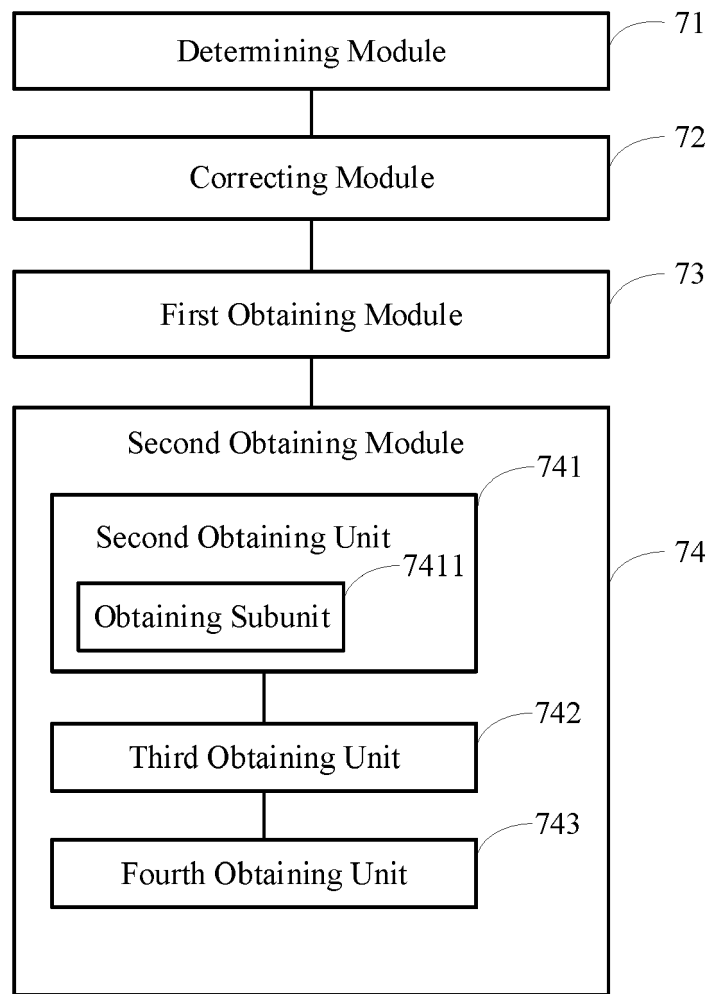 Determining Module
71
Correcting Module
72
First Obtaining Module
73
Second Obtaining Module
741
Second Obtaining Unit
7411
Obtaining Subunit
74
742
Third Obtaining Unit
743
Fourth Obtaining Unit